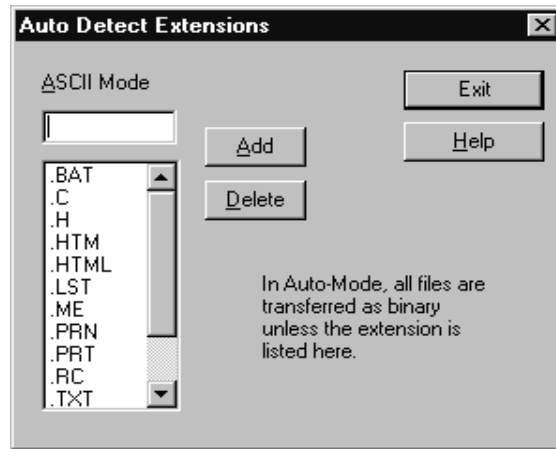 Auto Detect Extensions
ASCII Mode
Exit
Add
Help
Delete
.BAT
.C
.H
.HTM
.HTML
.LST
.ME
.PRN
.PRT
.RC
.TXT
In Auto-Mode, all files are
transferred as binary
unless the extension is
listed here.